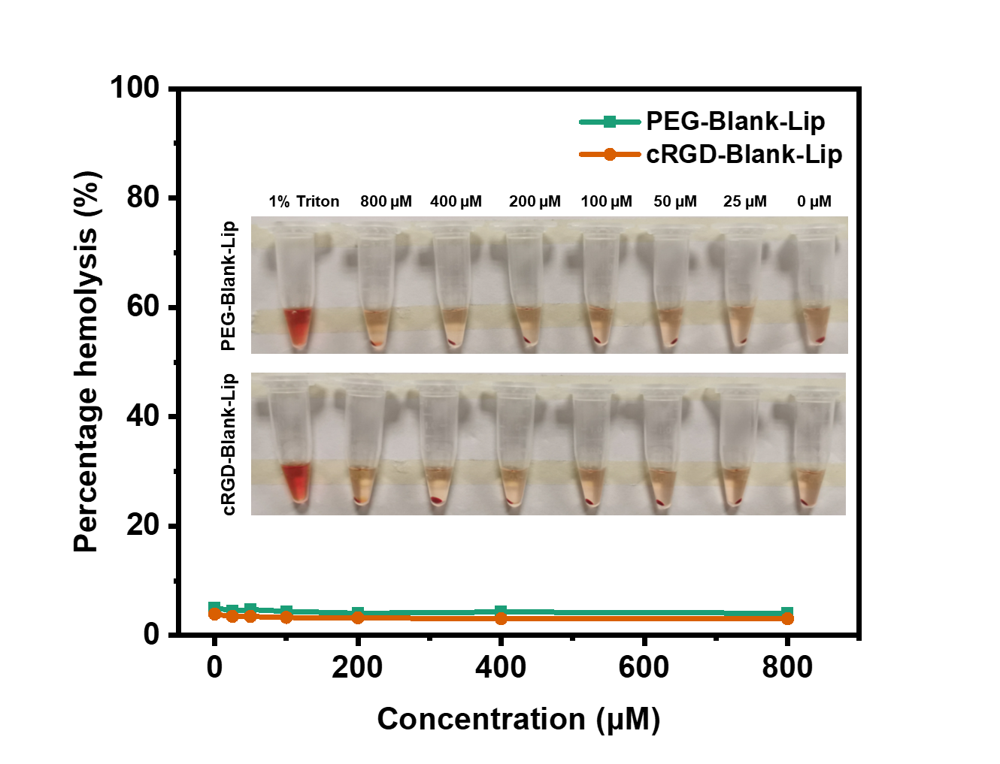 100
80
60
40
20
0
Percentage hemolysis (%)
PEG-Blank-Lip
cRGD-Blank-Lip
1% Triton 800 µM 400 µM 200 µM 100 µM 50 µM 25 µM 0 µM
PEG-Blank-Lip
cRGD-Blank-Lip
0 200 400 600 800
Concentration (µM)